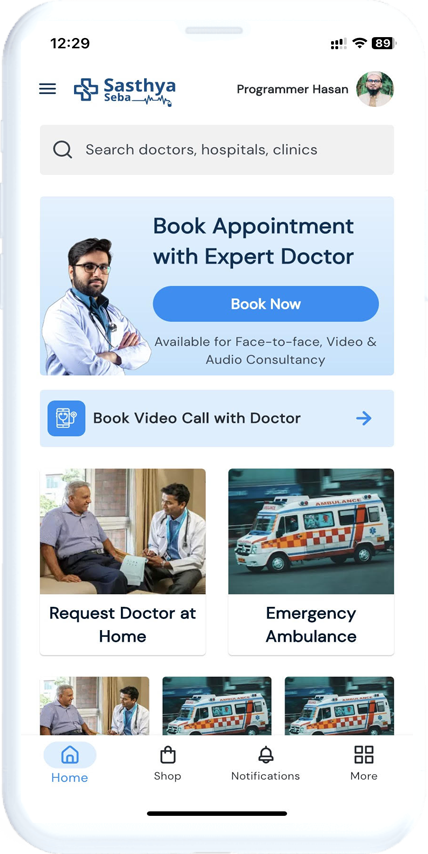 12:29
89
Sasthya
Seba
Programmer Hasan
Search doctors, hospitals, clinics
Book Appointment
with Expert Doctor
Book Now
Available for Face-to-face, Video &
Audio Consultancy
Book Video Call with Doctor
AMBULANCE
Request Doctor at
Home
Emergency
Ambulance
Home
Shop
Notifications
More